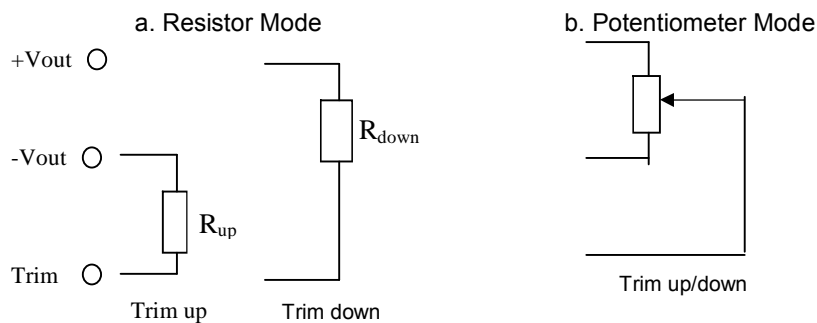 a. Resistor Mode
b. Potentiometer Mode
+Vout
R_down
-Vout
R_up
Trim
Trim up
Trim down
Trim up/down